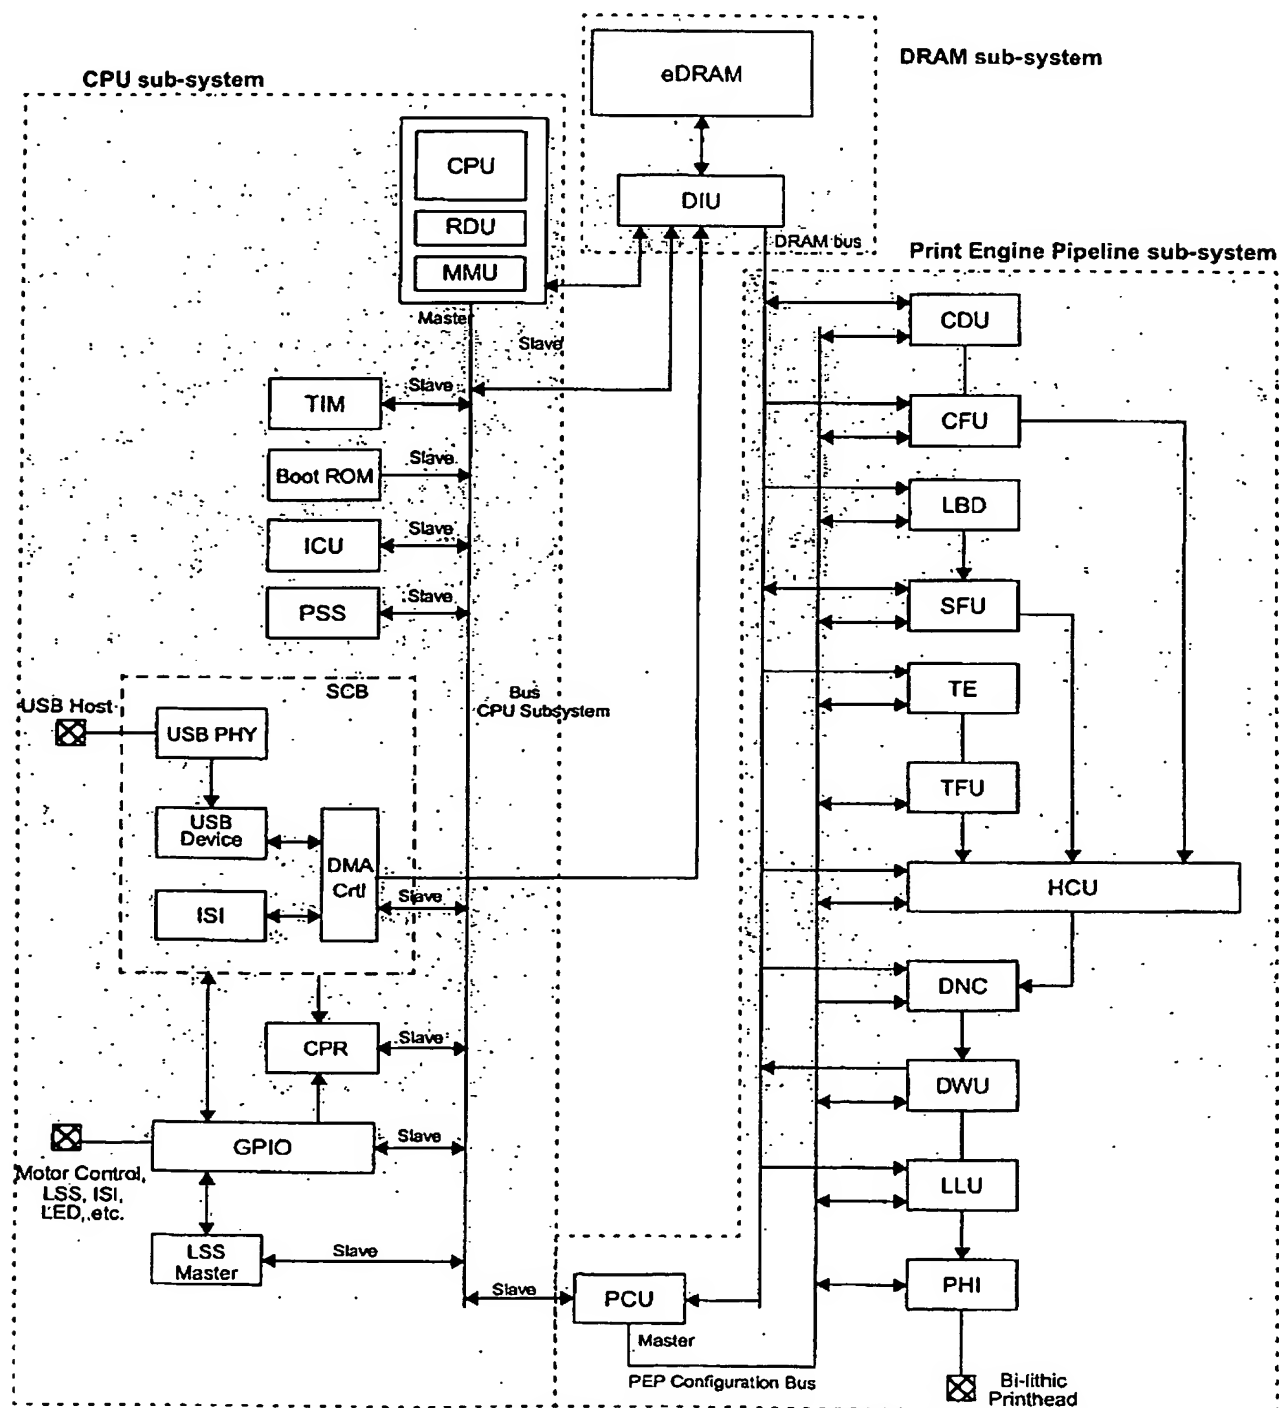 DRAM sub-system
CPU sub-system
eDRAM
CPU
RDU
MMU
DIU
DRAM bus
Print Engine Pipeline sub-system
Master
Slave
CDU
TIM
Slave
CFU
Boot ROM
Slave
LBD
ICU
Slave
PSS
Slave
SFU
SCB
TE
USB Host
USB PHY
Bus
CPU Subsystem
TFU
USB
Device
DMA
Crtl
Slave
HCU
ISI
DNC
CPR
Slave
DWU
GPIO
Slave
Motor Control,
LSS, ISI,
LED, etc.
LLU
LSS
Master
Slave
PHI
Slave
PCU
Master
PEP Configuration Bus
Bi-lithic
Printhead